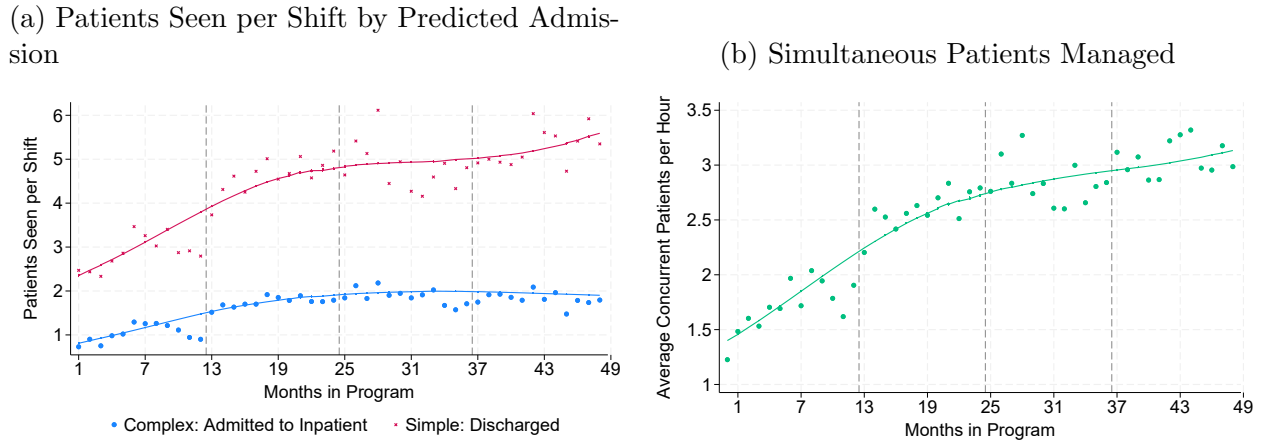 (a) Patients Seen per Shift by Predicted Admis-
sion
(b) Simultaneous Patients Managed
Patients Seen per Shift
6
5
4
3
2
1
1 7 13 19 25 31 37 43 49
Months in Program
Complex: Admitted to Inpatient Simple: Discharged
Average Concurrent Patients per Hour
3.5
3
2.5
2
1.5
1
1 7 13 19 25 31 37 43 49
Months in Program